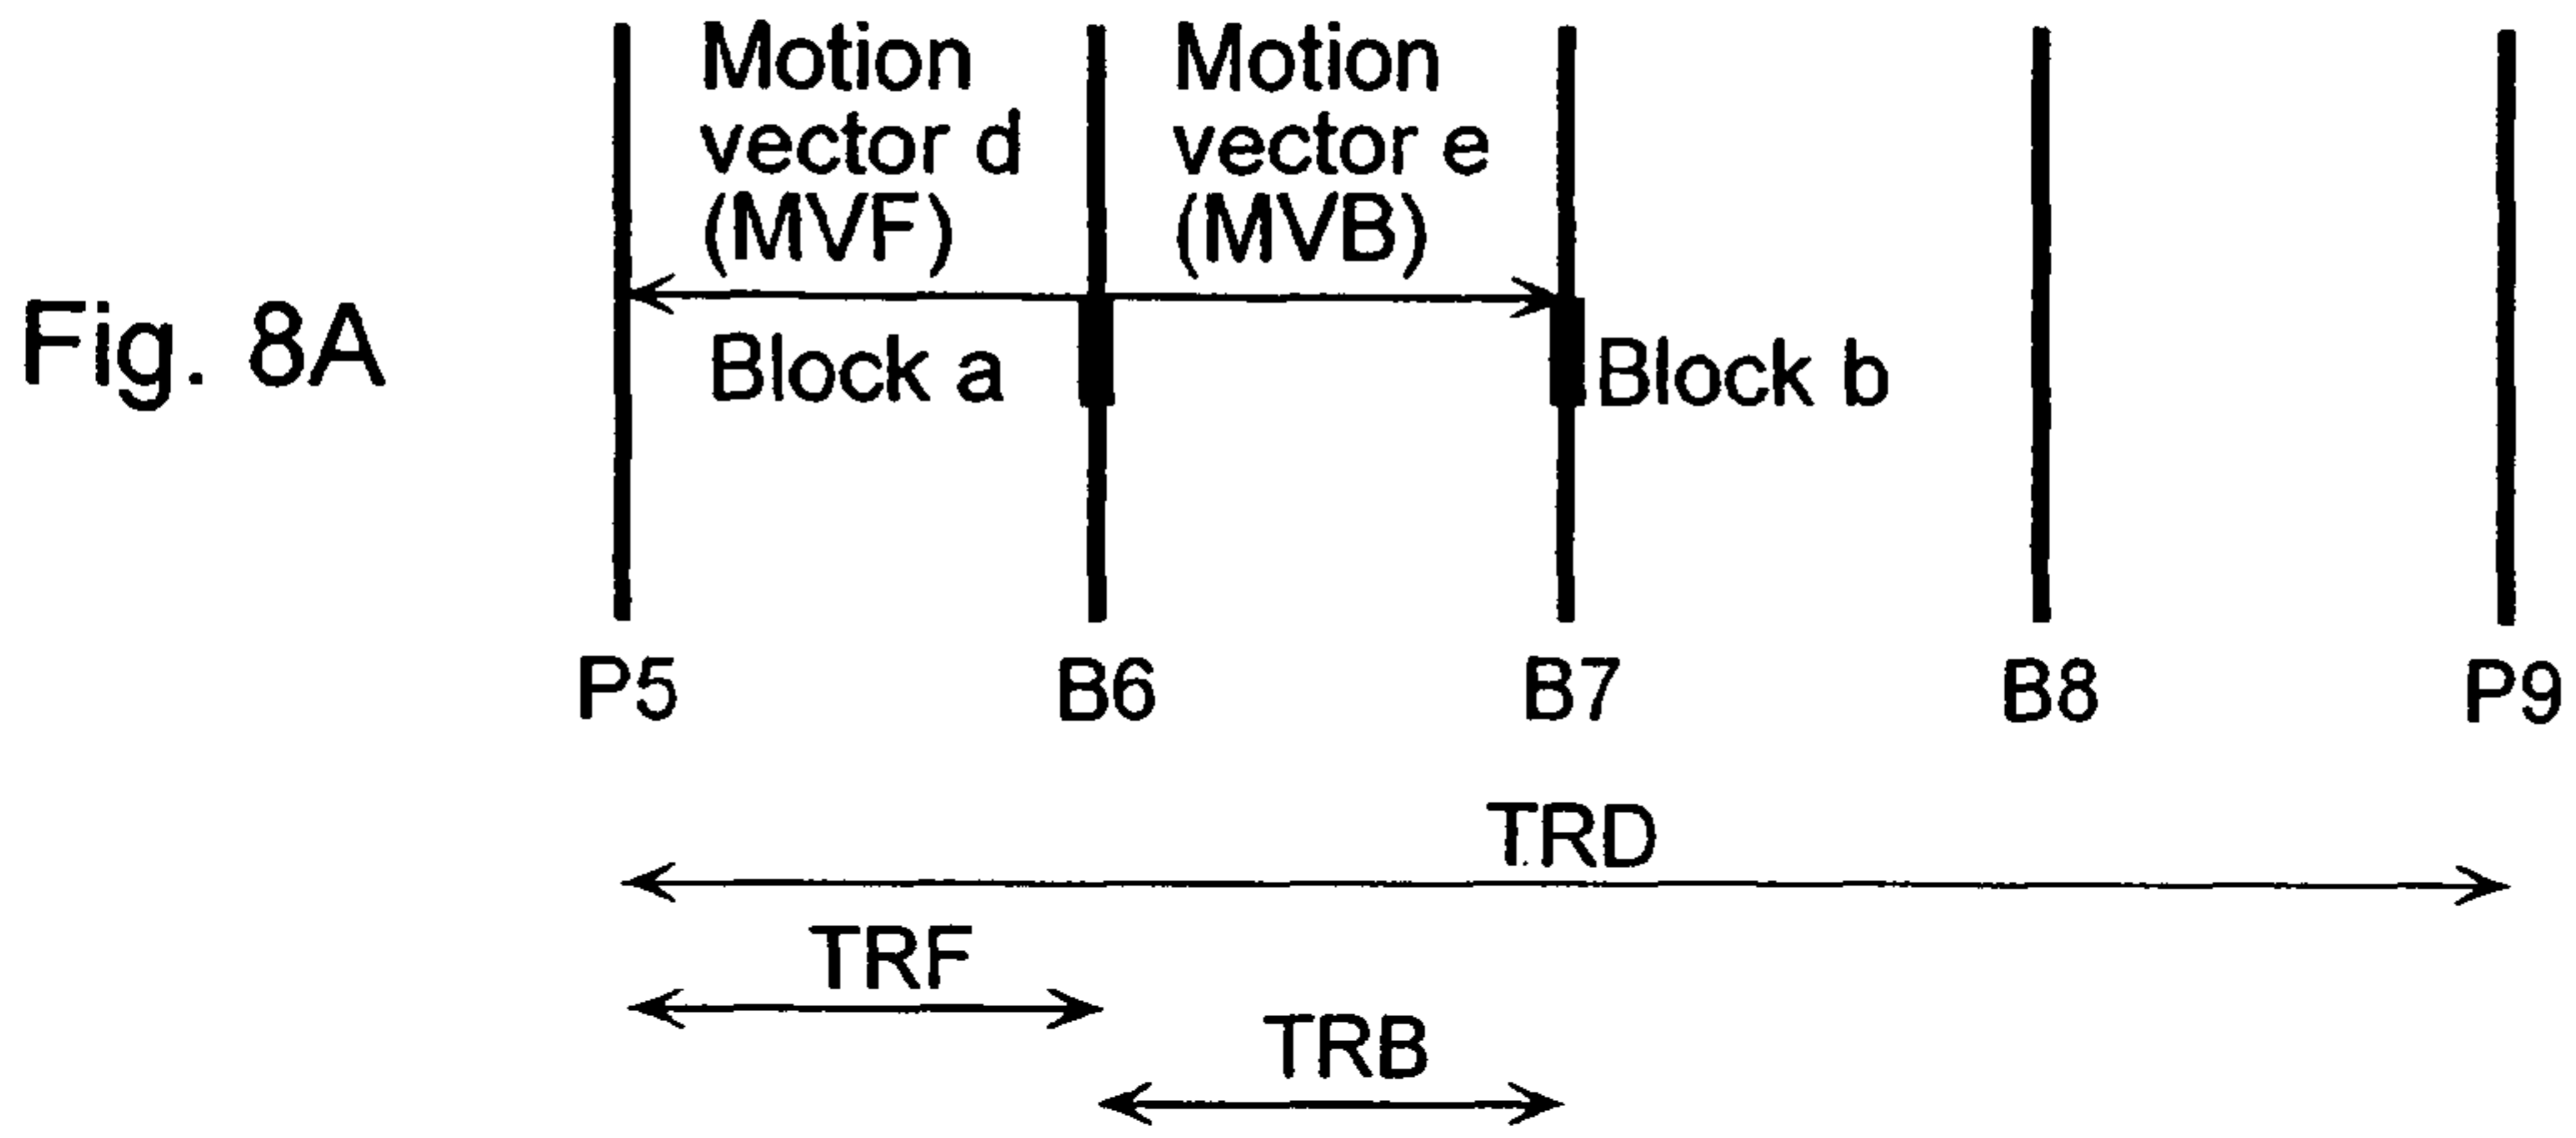 Motion
vector d
(MVF)
Motion
vector e
(MVB)
Fig. 8A
Block a
Block b
P5
B6
B7
B8
P9
TRD
TRF
TRB